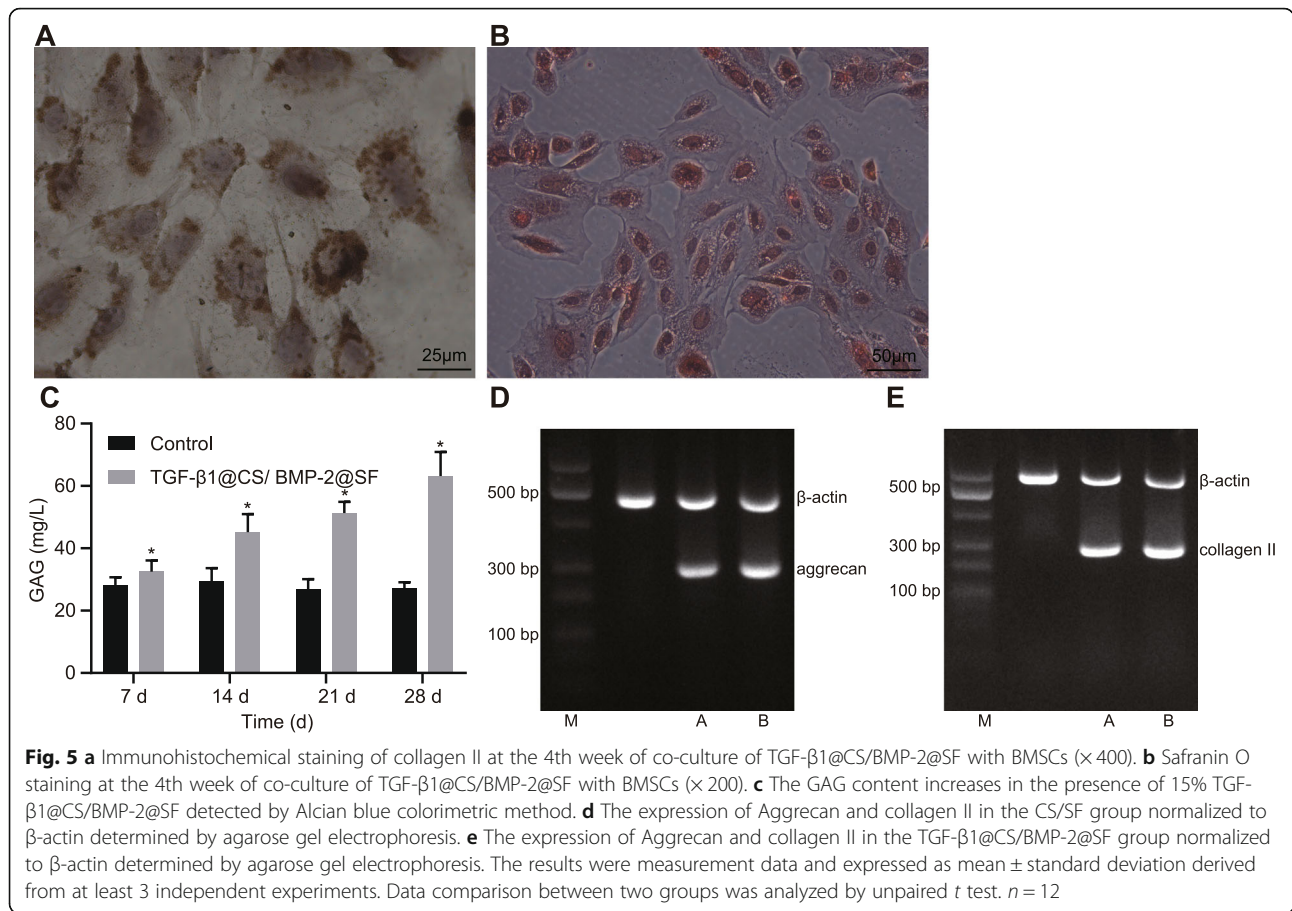 A
B
25μm
50μm
C
D
E
80
60
40
20
0
GAG (mg/L)
Control
TGF-β1@CS/ BMP-2@SF
*
*
*
*
7 d
14 d
21 d
28 d
Time (d)
500 bp
300 bp
100 bp
β-actin
aggrecan
M
A
B
500 bp
300 bp
100 bp
β-actin
collagen II
M
A
B
Fig. 5 a Immunohistochemical staining of collagen II at the 4th week of co-culture of TGF-β1@CS/BMP-2@SF with BMSCs (× 400). b Safranin O
staining at the 4th week of co-culture of TGF-β1@CS/BMP-2@SF with BMSCs (× 200). c The GAG content increases in the presence of 15% TGF-
β1@CS/BMP-2@SF detected by Alcian blue colorimetric method. d The expression of Aggrecan and collagen II in the CS/SF group normalized to
β-actin determined by agarose gel electrophoresis. e The expression of Aggrecan and collagen II in the TGF-β1@CS/BMP-2@SF group normalized
to β-actin determined by agarose gel electrophoresis. The results were measurement data and expressed as mean ± standard deviation derived
from at least 3 independent experiments. Data comparison between two groups was analyzed by unpaired t test. n = 12